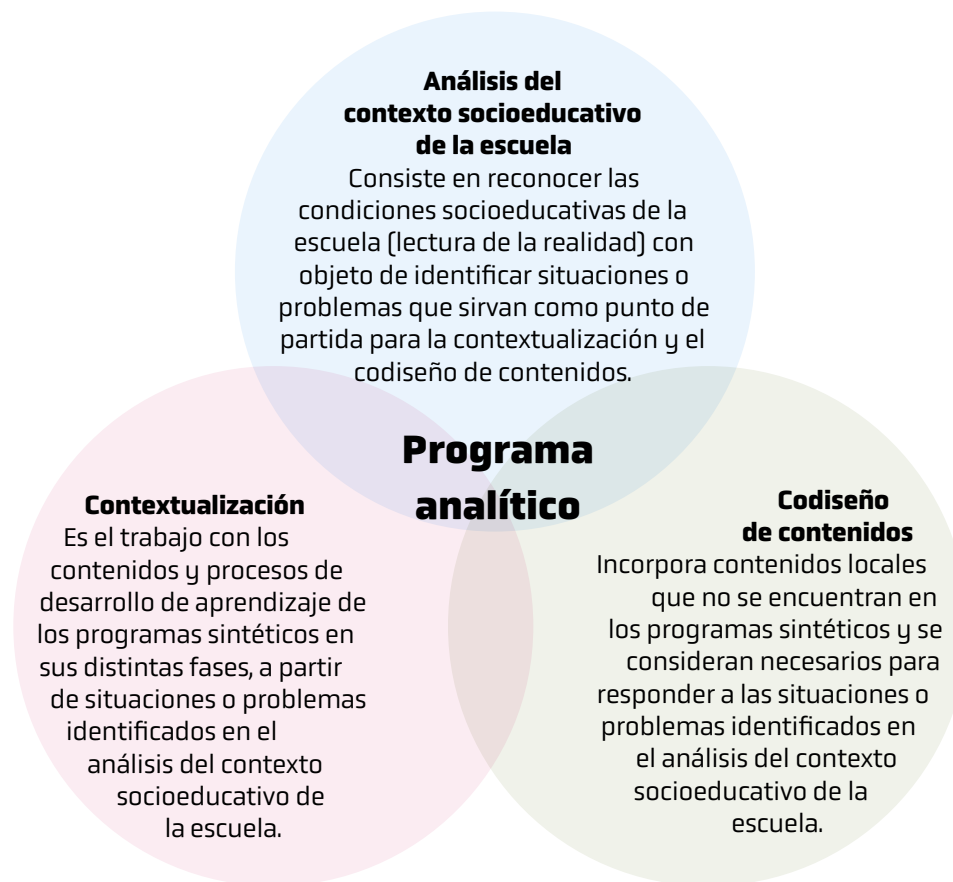 Análisis del
contexto socioeducativo
de la escuela
Consiste en reconocer las
condiciones socioeducativas de la
escuela (lectura de la realidad) con
objeto de identificar situaciones o
problemas que sirvan como punto de
partida para la contextualización y el
codiseño de contenidos.
Programa
analítico
Contextualización
Es el trabajo con los
contenidos y procesos de
desarrollo de aprendizaje de
los programas sintéticos en
sus distintas fases, a partir
de situaciones o problemas
identificados en el
análisis del contexto
socioeducativo de
la escuela.
Codiseño
de contenidos
Incorpora contenidos locales
que no se encuentran en
los programas sintéticos y se
consideran necesarios para
responder a las situaciones o
problemas identificados en
el análisis del contexto
socioeducativo de la
escuela.